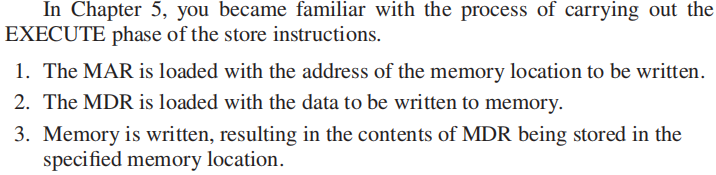 In Chapter 5, you became familiar with the process of carrying out the
EXECUTE phase of the store instructions.
1. The MAR is loaded with the address of the memory location to be written.
2. The MDR is loaded with the data to be written to memory.
3. Memory is written, resulting in the contents of MDR being stored in the
specified memory location.